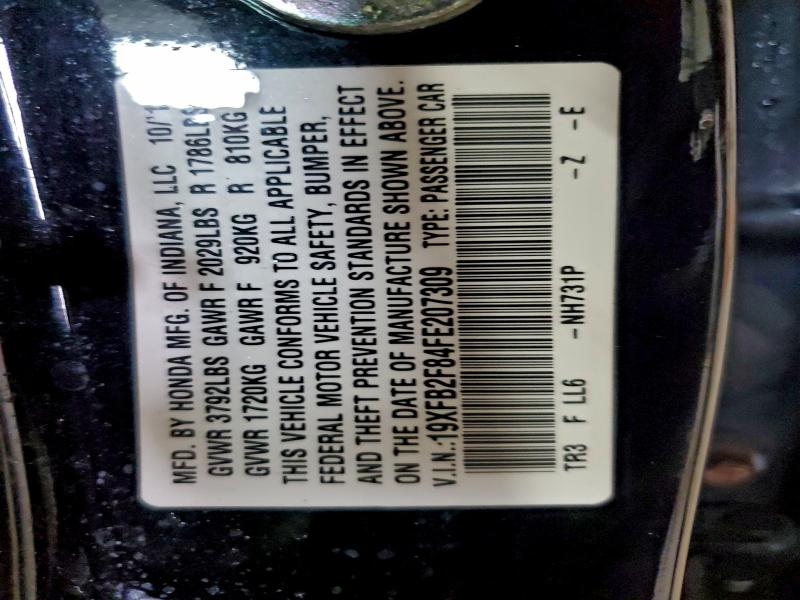 MFD. BY HONDA MFG. OF INDIANA, LLC 10/1
GVWR 3792LBS GAWR F 2029LBS R 1786LBS
GVWR 1720KG GAWR F 920KG R 810KG
THIS VEHICLE CONFORMS TO ALL APPLICABLE
FEDERAL MOTOR VEHICLE SAFETY, BUMPER,
AND THEFT PREVENTION STANDARDS IN EFFECT
ON THE DATE OF MANUFACTURE SHOWN ABOVE.
V.I.N.:19XFB2F84FE207309 TYPE: PASSENGER CAR
TR3 F LL6 -NH731P -Z -E